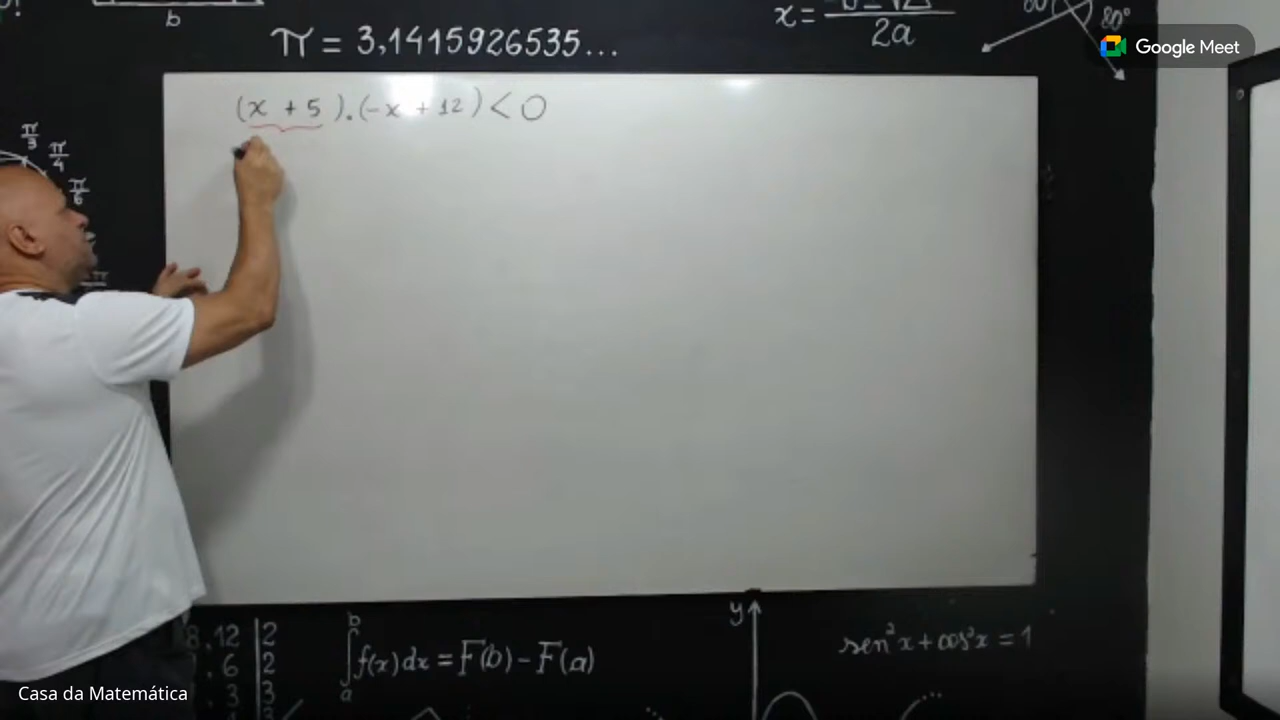 b
π = 3,1415926535...
x =
2a
80°
Google Meet
(x + 5 ).(-x + 12) < 0
π/3
π/4
π/6
8,12 | 2
6 | 2
3 | 3
∫ₐᵇ f(x)dx = F(b) - F(a)
y
sen²x + cos²x = 1
Casa da Matemática